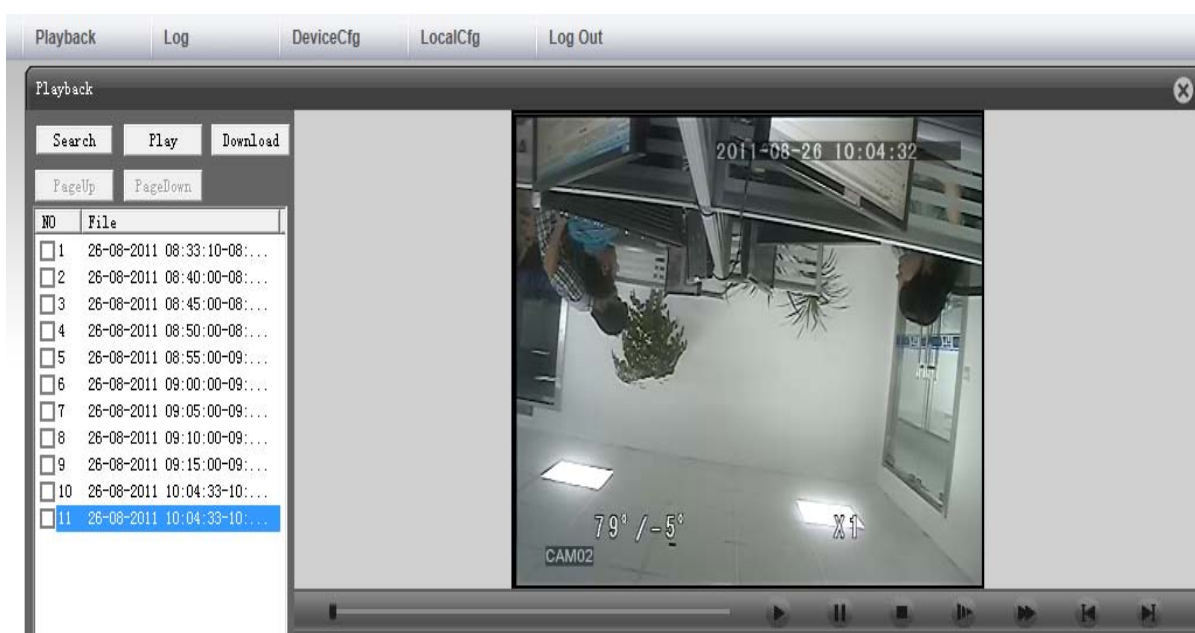 Playback Log DeviceCfg LocalCfg Log Out
Playback
Search Play Download
PageUp PageDown
NO File
1 26-08-2011 08:33:10-08:...
2 26-08-2011 08:40:00-08:...
3 26-08-2011 08:45:00-08:...
4 26-08-2011 08:50:00-08:...
5 26-08-2011 08:55:00-09:...
6 26-08-2011 09:00:00-09:...
7 26-08-2011 09:05:00-09:...
8 26-08-2011 09:10:00-09:...
9 26-08-2011 09:15:00-09:...
10 26-08-2011 10:04:33-10:...
11 26-08-2011 10:04:33-10:...
2011-08-26 10:04:32
79°/-5° X1
CAM02